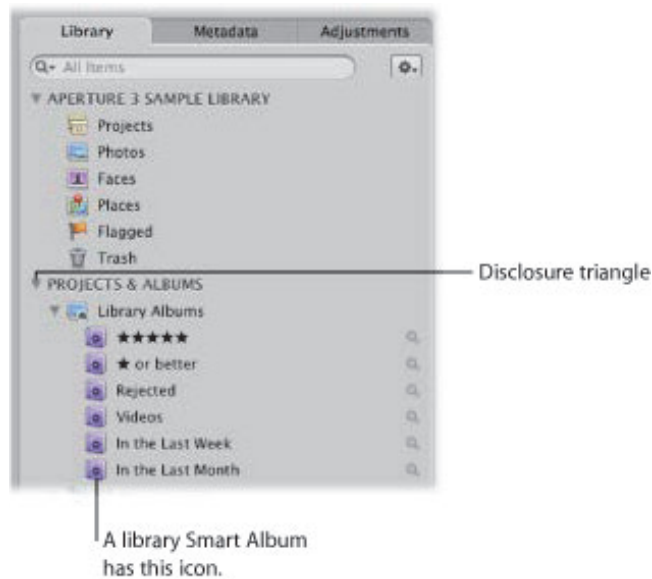 Library Metadata Adjustments
All Items
APERTURE 3 SAMPLE LIBRARY
Projects
Photos
Faces
Places
Flagged
Trash
Disclosure triangle
PROJECTS & ALBUMS
Library Albums
★★★★★
★ or better
Rejected
Videos
In the Last Week
In the Last Month
A library Smart Album
has this icon.